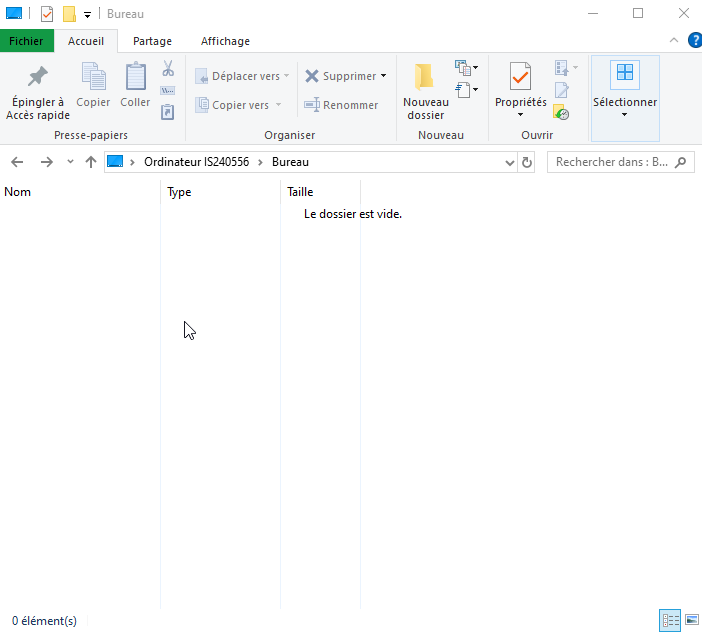 Bureau
Fichier Accueil Partage Affichage
?
Épingler à Accès rapide
Copier
Coller
Déplacer vers
Copier vers
Supprimer
Renommer
Nouveau dossier
Propriétés
Sélectionner
Presse-papiers Organiser Nouveau Ouvrir
Ordinateur IS240556 > Bureau
Rechercher dans : B...
Nom Type Taille
Le dossier est vide.
0 élément(s)